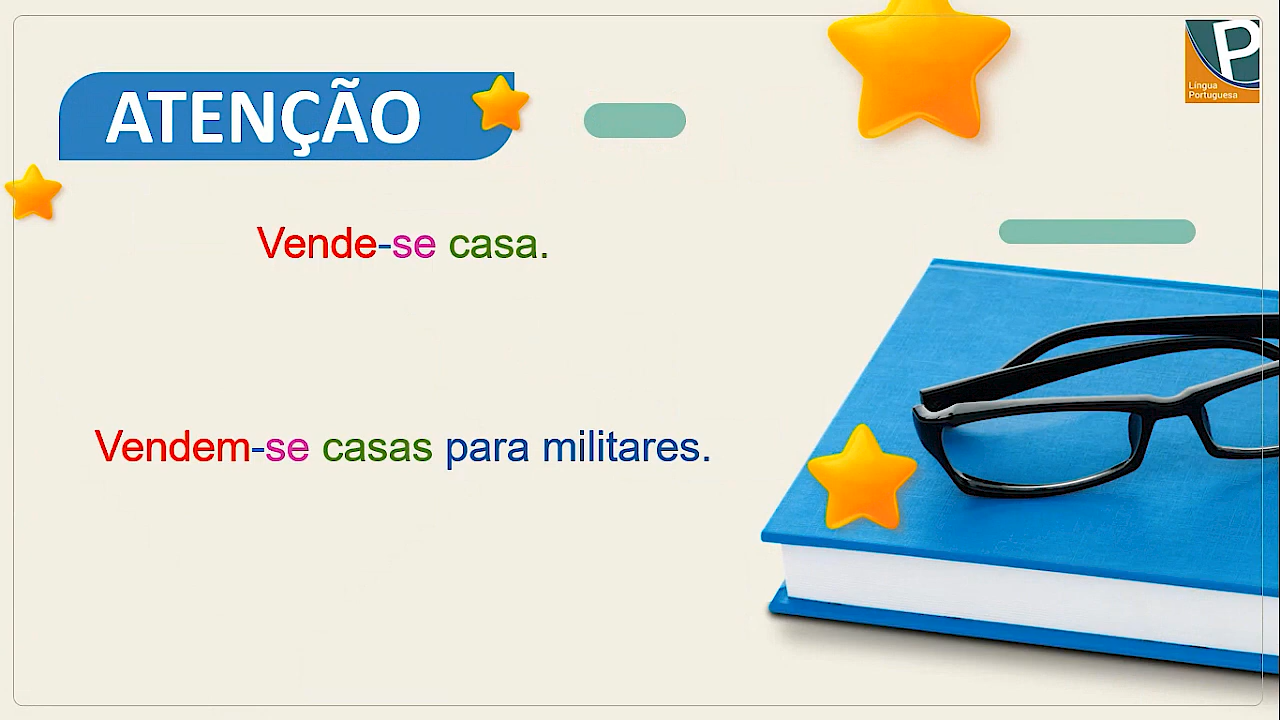 ATENÇÃO
Vende-se casa.
Vendem-se casas para militares.
P
Língua
Portuguesa